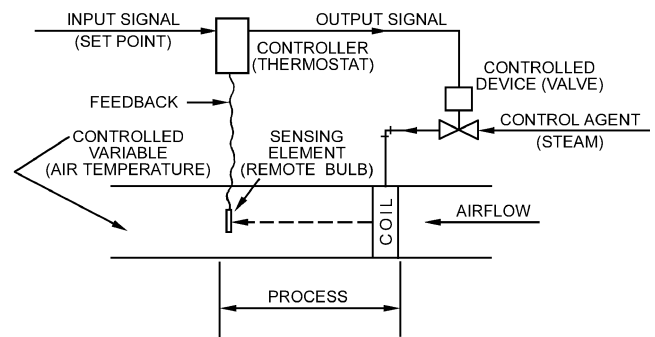 INPUT SIGNAL
(SET POINT)
OUTPUT SIGNAL
CONTROLLER
(THERMOSTAT)
CONTROLLED
DEVICE (VALVE)
FEEDBACK
CONTROL AGENT
(STEAM)
CONTROLLED
VARIABLE
(AIR TEMPERATURE)
SENSING
ELEMENT
(REMOTE BULB)
COIL
AIRFLOW
PROCESS